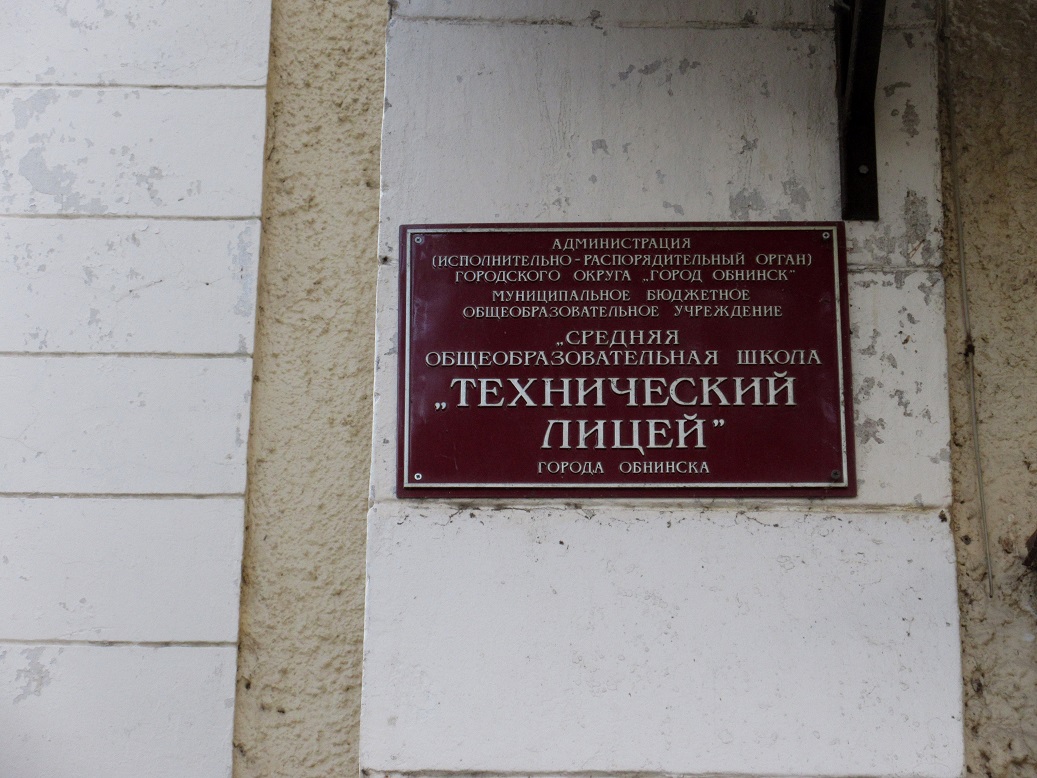 АДМИНИСТРАЦИЯ
(ИСПОЛНИТЕЛЬНО-РАСПОРЯДИТЕЛЬНЫЙ ОРГАН)
ГОРОДСКОГО ОКРУГА „ГОРОД ОБНИНСК”
МУНИЦИПАЛЬНОЕ БЮДЖЕТНОЕ
ОБЩЕОБРАЗОВАТЕЛЬНОЕ УЧРЕЖДЕНИЕ
„СРЕДНЯЯ
ОБЩЕОБРАЗОВАТЕЛЬНАЯ ШКОЛА
„ТЕХНИЧЕСКИЙ
ЛИЦЕЙ”
ГОРОДА ОБНИНСКА